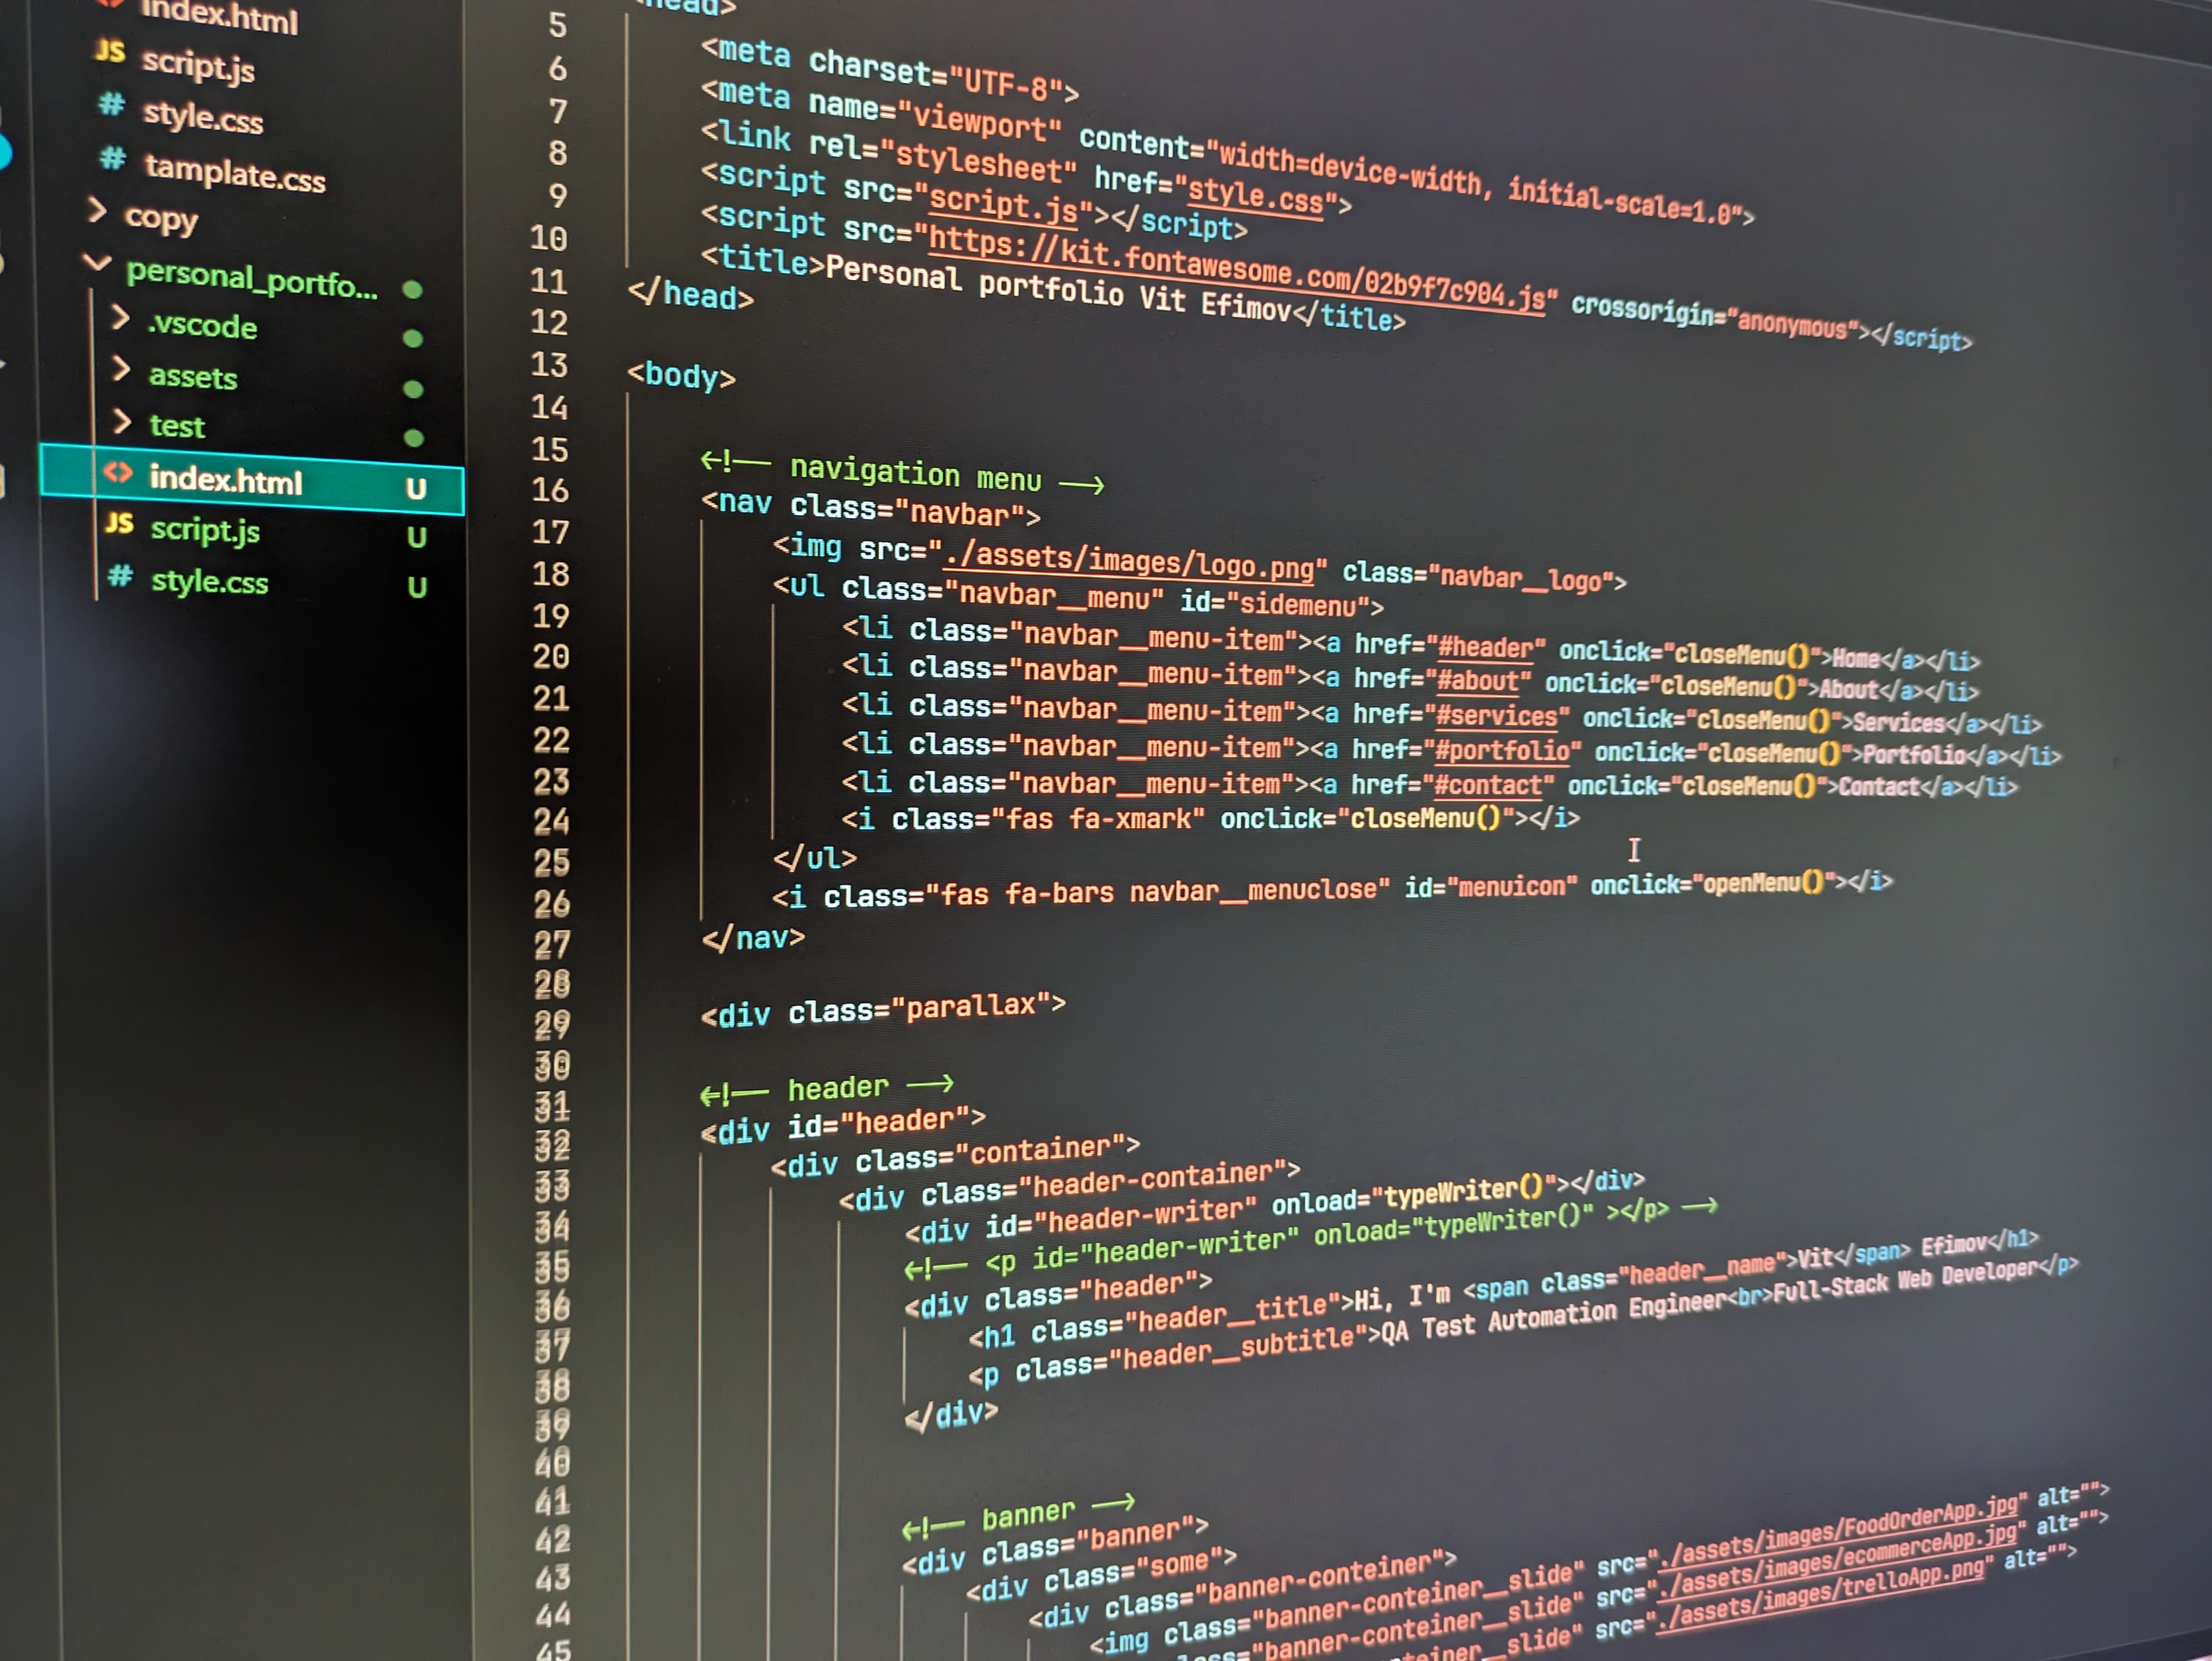 index.html
JS script.js
# style.css
# tamplate.css
> copy
personal_portfo...
> .vscode
> assets
> test
<> index.html U
JS script.js U
# style.css U
5
6 <meta charset="UTF-8">
7 <meta name="viewport" content="width=device-width, initial-scale=1.0">
8 <link rel="stylesheet" href="style.css">
9 <script src="script.js"></script>
10 <script src="https://kit.fontawesome.com/02b9f7c904.js" crossorigin="anonymous"></script>
11 <title>Personal portfolio Vit Efimov</title>
12 </head>
13
14 <body>
15
16 <!-- navigation menu -->
17 <nav class="navbar">
18 <img src="./assets/images/logo.png" class="navbar__logo">
19 <ul class="navbar__menu" id="sidemenu">
20 <li class="navbar__menu-item"><a href="#header" onclick="closeMenu()">Home</a></li>
21 <li class="navbar__menu-item"><a href="#about" onclick="closeMenu()">About</a></li>
22 <li class="navbar__menu-item"><a href="#services" onclick="closeMenu()">Services</a></li>
23 <li class="navbar__menu-item"><a href="#portfolio" onclick="closeMenu()">Portfolio</a></li>
24 <li class="navbar__menu-item"><a href="#contact" onclick="closeMenu()">Contact</a></li>
25 <i class="fas fa-xmark" onclick="closeMenu()"></i>
26 </ul>
27 <i class="fas fa-bars navbar__menuclose" id="menuicon" onclick="openMenu()"></i>
28 </nav>
29
30 <div class="parallax">
31
32 <!-- header -->
33 <div id="header">
34 <div class="container">
35 <div class="header-container">
36 <div id="header-writer" onload="typeWriter()"></div>
37 <!-- <p id="header-writer" onload="typeWriter()" ></p> -->
38 <div class="header">
39 <h1 class="header__title">Hi, I'm <span class="header__name">Vit</span> Efimov</h1>
40 <p class="header__subtitle">QA Test Automation Engineer<br>Full-Stack Web Developer</p>
41 </div>
42
43
44 <!-- banner -->
45 <div class="banner">
<div class="some">
<div class="banner-conteiner">
<img class="banner-conteiner__slide" src="./assets/images/FoodOrderApp.jpg" alt="">
class="banner-conteiner__slide" src="./assets/images/ecommerceApp.jpg" alt="">
teiner__slide" src="./assets/images/trelloApp.png" alt="">